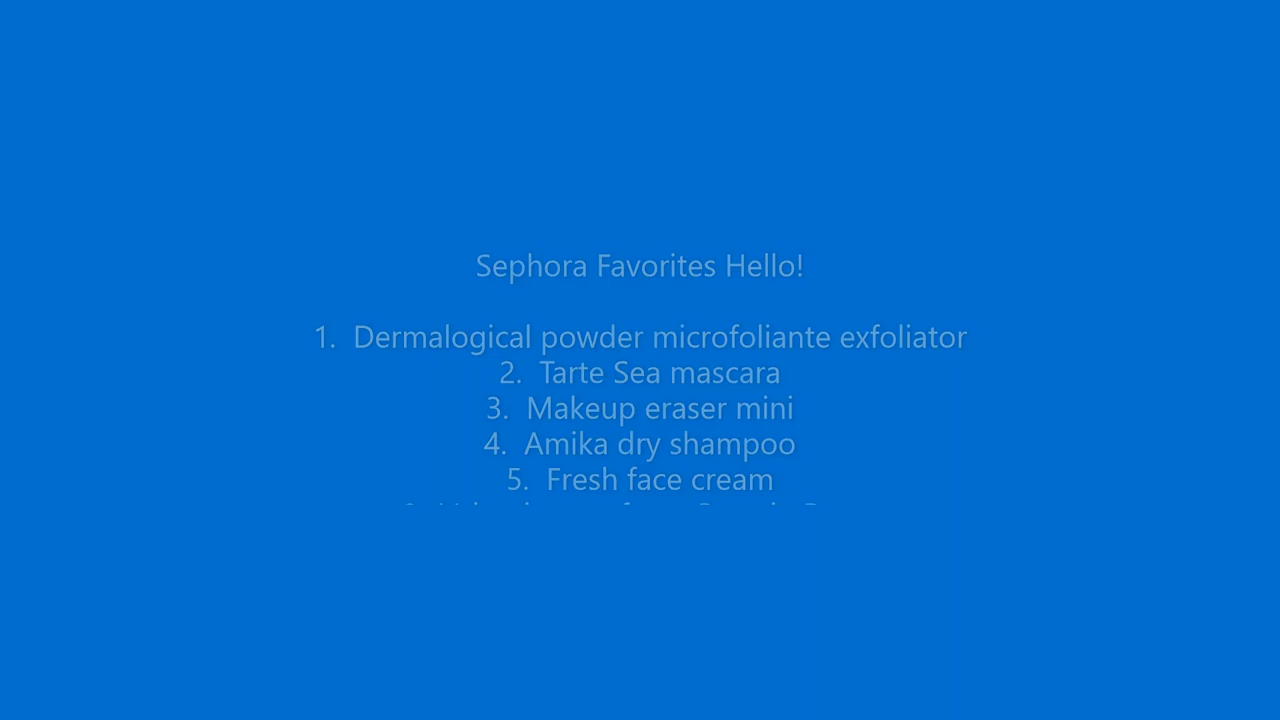 Sephora Favorites Hello!
1. Dermalogical powder microfoliante exfoliator
2. Tarte Sea mascara
3. Makeup eraser mini
4. Amika dry shampoo
5. Fresh face cream